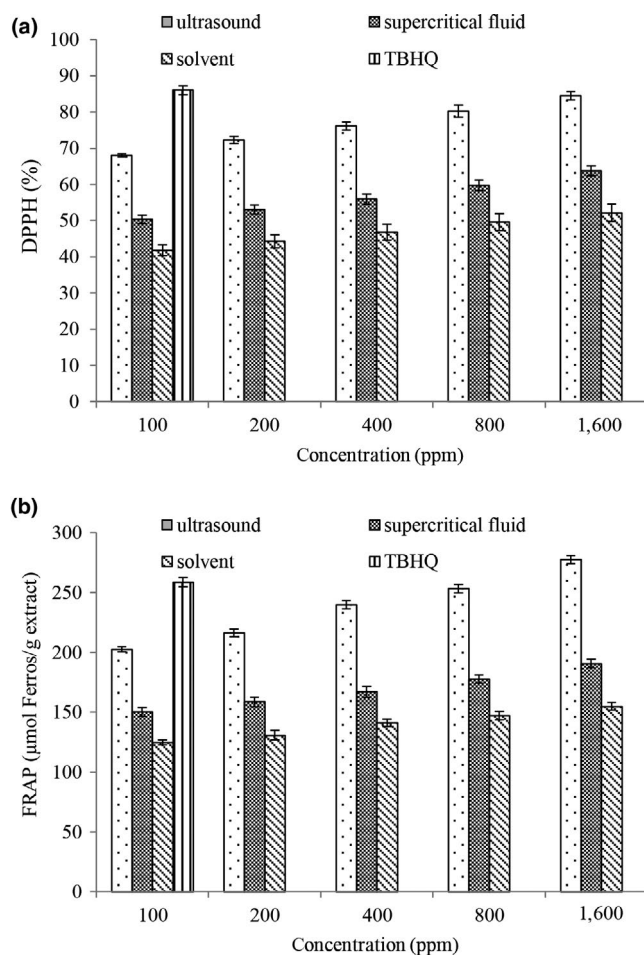 (a)
ultrasound
supercritical fluid
solvent
TBHQ
100
90
80
70
60
50
40
30
20
10
0
DPPH (%)
100
200
400
800
1,600
Concentration (ppm)
(b)
ultrasound
supercritical fluid
solvent
TBHQ
300
250
200
150
100
50
0
FRAP (µmol Ferros/g extract)
100
200
400
800
1,600
Concentration (ppm)